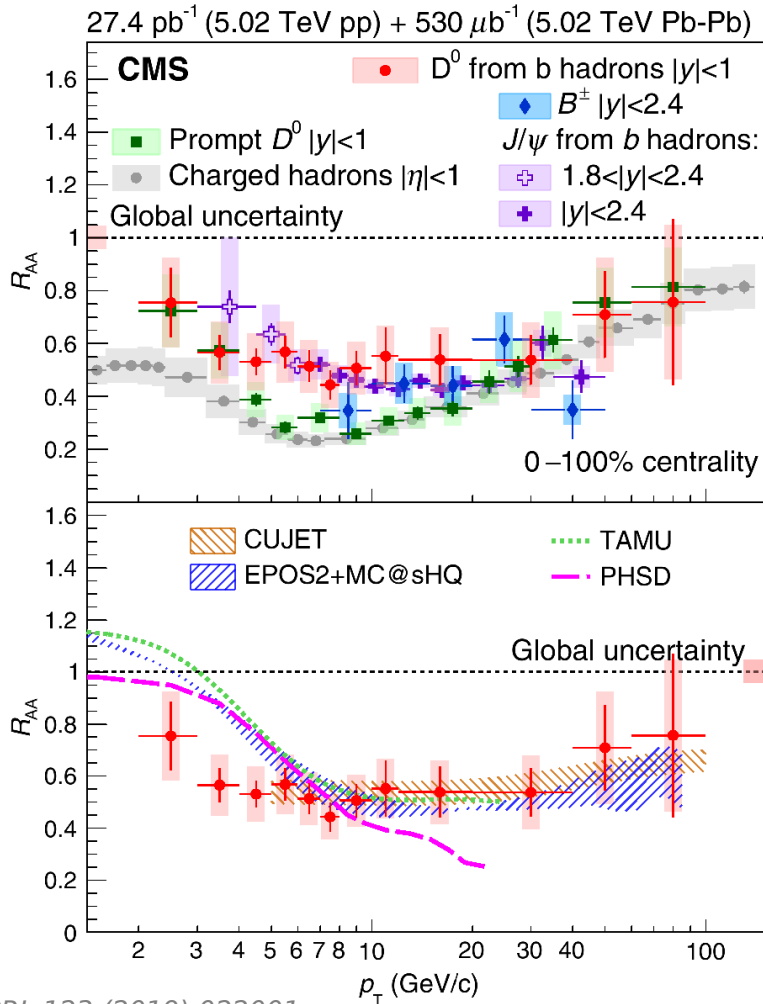 27.4 pb⁻¹ (5.02 TeV pp) + 530 μb⁻¹ (5.02 TeV Pb-Pb)
CMS
D⁰ from b hadrons |y|<1
B± |y|<2.4
Prompt D⁰ |y|<1
J/ψ from b hadrons:
Charged hadrons |η|<1
1.8<|y|<2.4
Global uncertainty
|y|<2.4
R_AA
1.6
1.4
1.2
1
0.8
0.6
0.4
0.2
0–100% centrality
CUJET
TAMU
EPOS2+MC@sHQ
PHSD
Global uncertainty
R_AA
1.6
1.4
1.2
1
0.8
0.6
0.4
0.2
0
2 3 4 5 6 7 8 10 20 30 40 100
p_T (GeV/c)